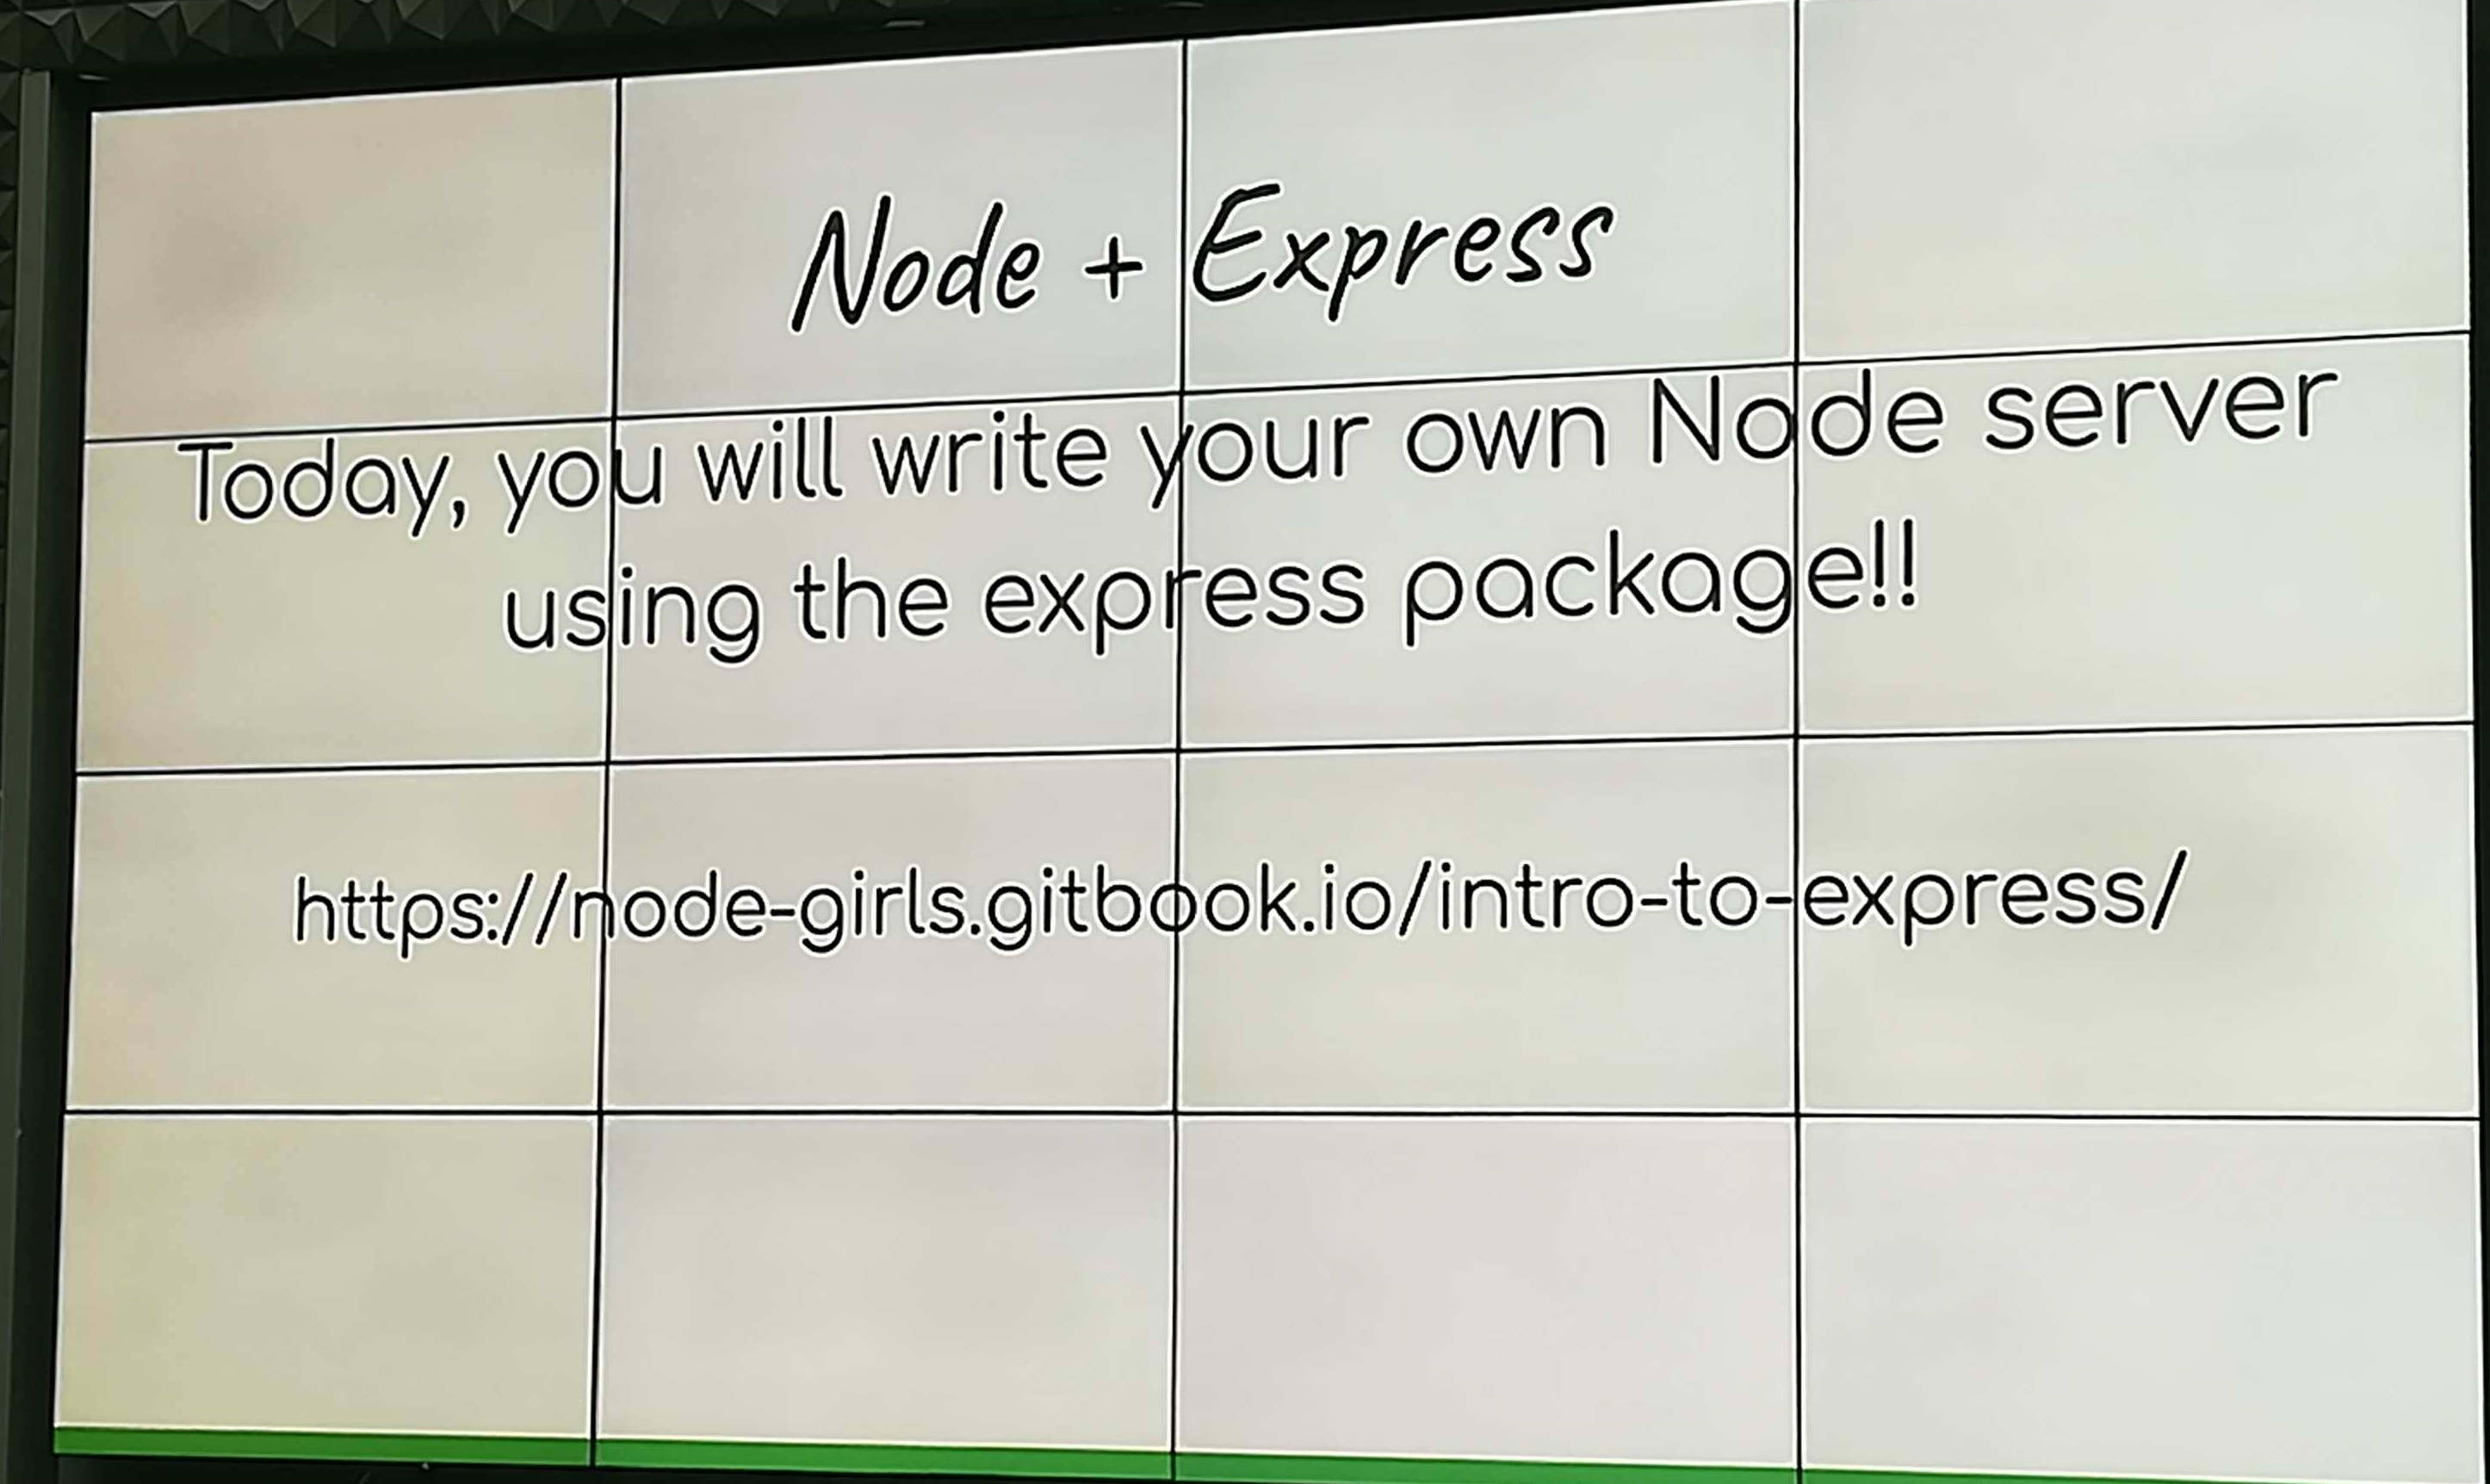 Node + Express
Today, you will write your own Node server
using the express package!!
https://node-girls.gitbook.io/intro-to-express/